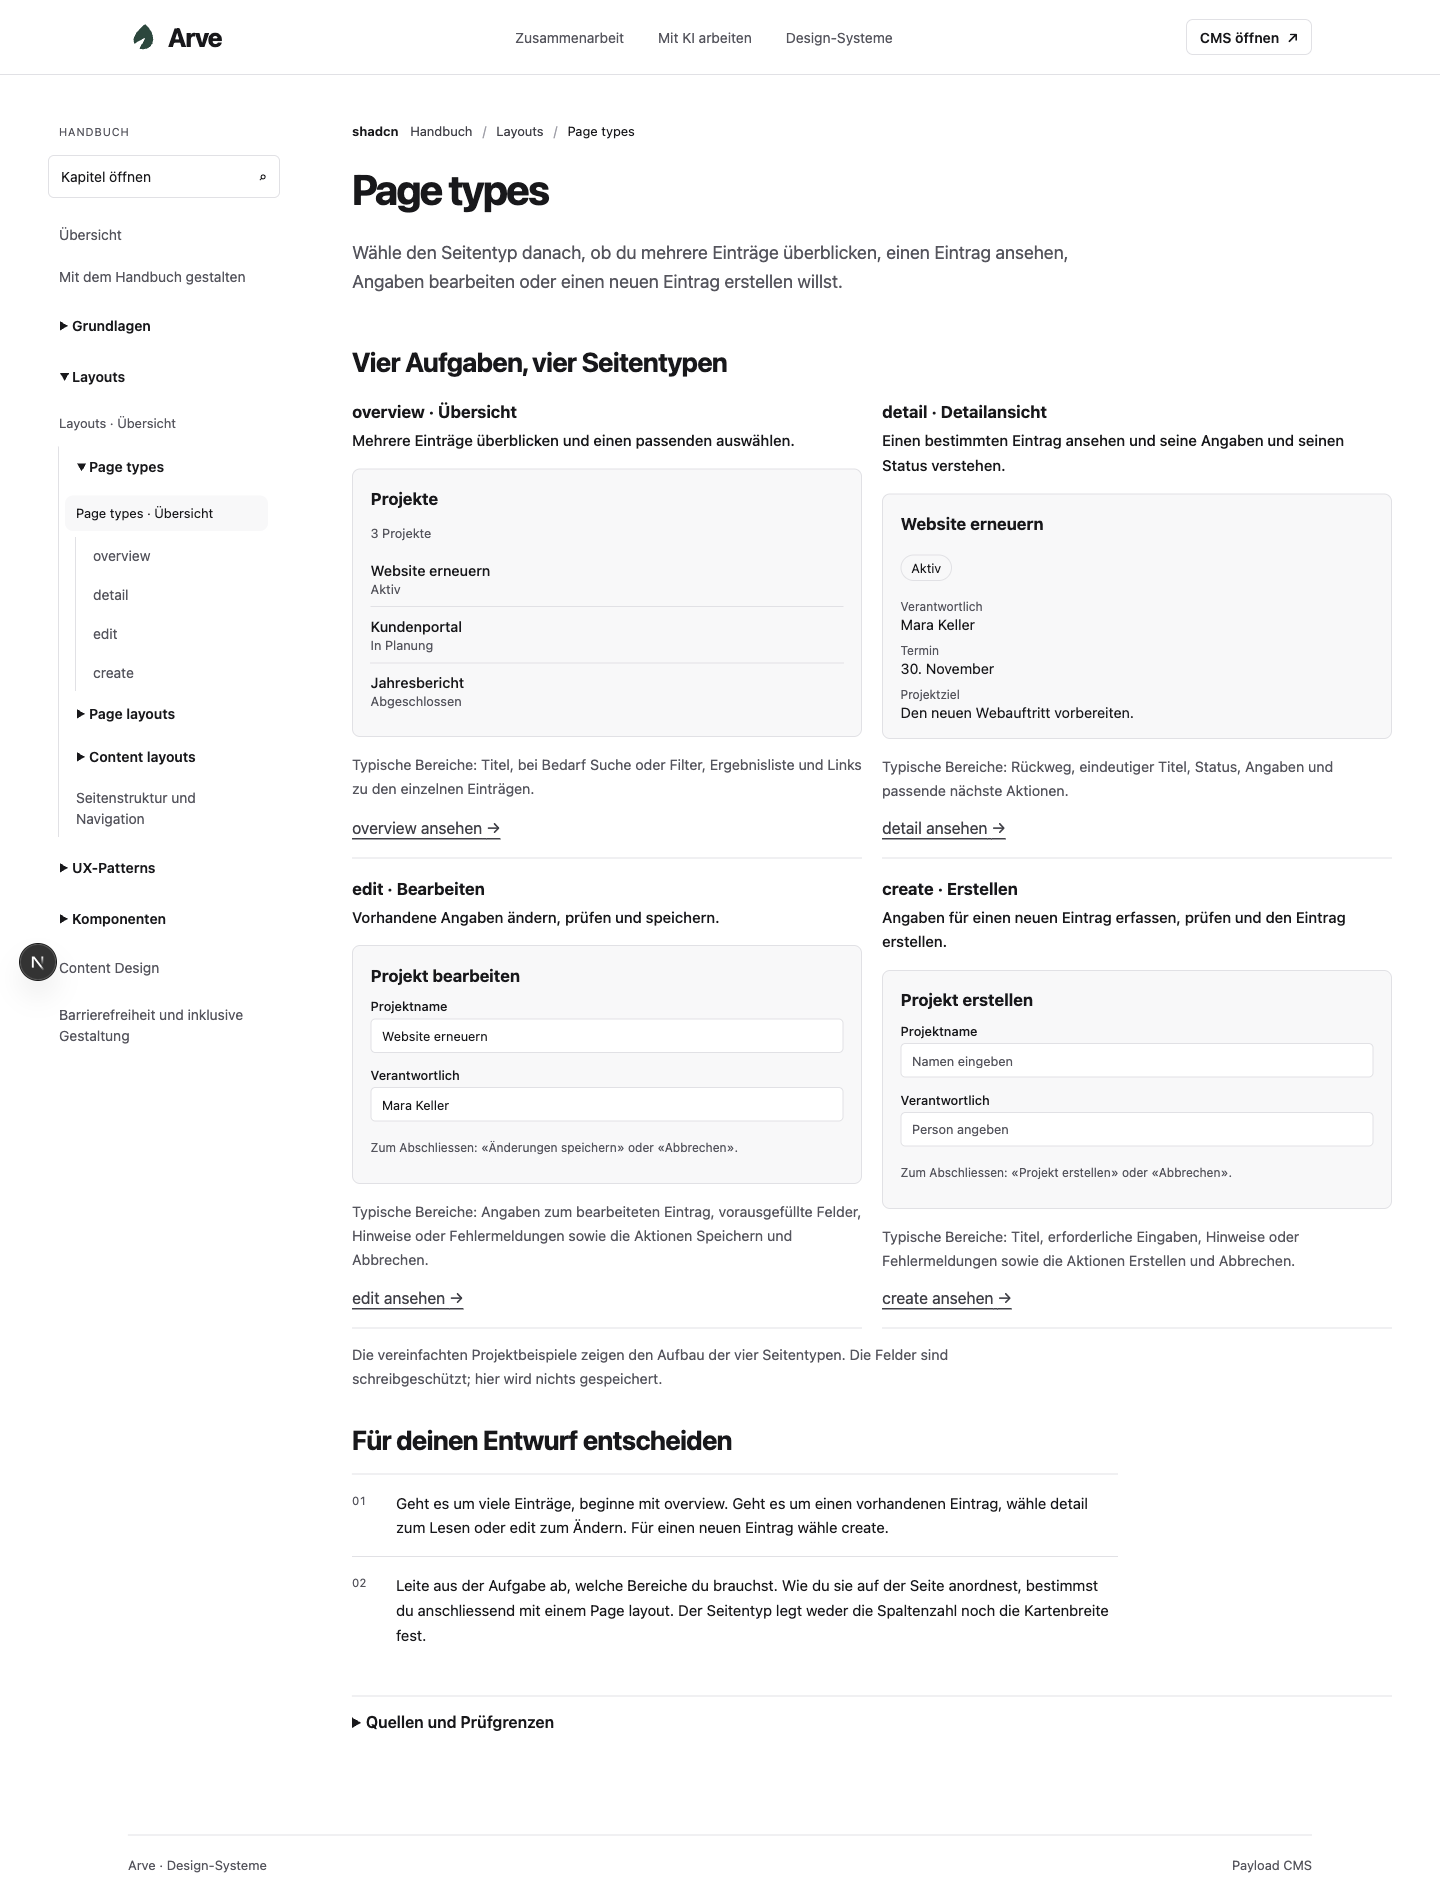 Arve
Zusammenarbeit
Mit KI arbeiten
Design-Systeme
CMS öffnen ↗
HANDBUCH
Kapitel öffnen
Übersicht
Mit dem Handbuch gestalten
Grundlagen
Layouts
Layouts · Übersicht
Page types
Page types · Übersicht
overview
detail
edit
create
Page layouts
Content layouts
Seitenstruktur und
Navigation
UX-Patterns
Komponenten
N
Content Design
Barrierefreiheit und inklusive
Gestaltung
shadcn Handbuch / Layouts / Page types
Page types
Wähle den Seitentyp danach, ob du mehrere Einträge überblicken, einen Eintrag ansehen,
Angaben bearbeiten oder einen neuen Eintrag erstellen willst.
Vier Aufgaben, vier Seitentypen
overview · Übersicht
Mehrere Einträge überblicken und einen passenden auswählen.
Projekte
3 Projekte
Website erneuern
Aktiv
Kundenportal
In Planung
Jahresbericht
Abgeschlossen
Typische Bereiche: Titel, bei Bedarf Suche oder Filter, Ergebnisliste und Links
zu den einzelnen Einträgen.
overview ansehen →
detail · Detailansicht
Einen bestimmten Eintrag ansehen und seine Angaben und seinen
Status verstehen.
Website erneuern
Aktiv
Verantwortlich
Mara Keller
Termin
30. November
Projektziel
Den neuen Webauftritt vorbereiten.
Typische Bereiche: Rückweg, eindeutiger Titel, Status, Angaben und
passende nächste Aktionen.
detail ansehen →
edit · Bearbeiten
Vorhandene Angaben ändern, prüfen und speichern.
Projekt bearbeiten
Projektname
Website erneuern
Verantwortlich
Mara Keller
Zum Abschliessen: «Änderungen speichern» oder «Abbrechen».
Typische Bereiche: Angaben zum bearbeiteten Eintrag, vorausgefüllte Felder,
Hinweise oder Fehlermeldungen sowie die Aktionen Speichern und
Abbrechen.
edit ansehen →
create · Erstellen
Angaben für einen neuen Eintrag erfassen, prüfen und den Eintrag
erstellen.
Projekt erstellen
Projektname
Namen eingeben
Verantwortlich
Person angeben
Zum Abschliessen: «Projekt erstellen» oder «Abbrechen».
Typische Bereiche: Titel, erforderliche Eingaben, Hinweise oder
Fehlermeldungen sowie die Aktionen Erstellen und Abbrechen.
create ansehen →
Die vereinfachten Projektbeispiele zeigen den Aufbau der vier Seitentypen. Die Felder sind
schreibgeschützt; hier wird nichts gespeichert.
Für deinen Entwurf entscheiden
01
Geht es um viele Einträge, beginne mit overview. Geht es um einen vorhandenen Eintrag, wähle detail
zum Lesen oder edit zum Ändern. Für einen neuen Eintrag wähle create.
02
Leite aus der Aufgabe ab, welche Bereiche du brauchst. Wie du sie auf der Seite anordnest, bestimmst
du anschliessend mit einem Page layout. Der Seitentyp legt weder die Spaltenzahl noch die Kartenbreite
fest.
Quellen und Prüfgrenzen
Arve · Design-Systeme
Payload CMS